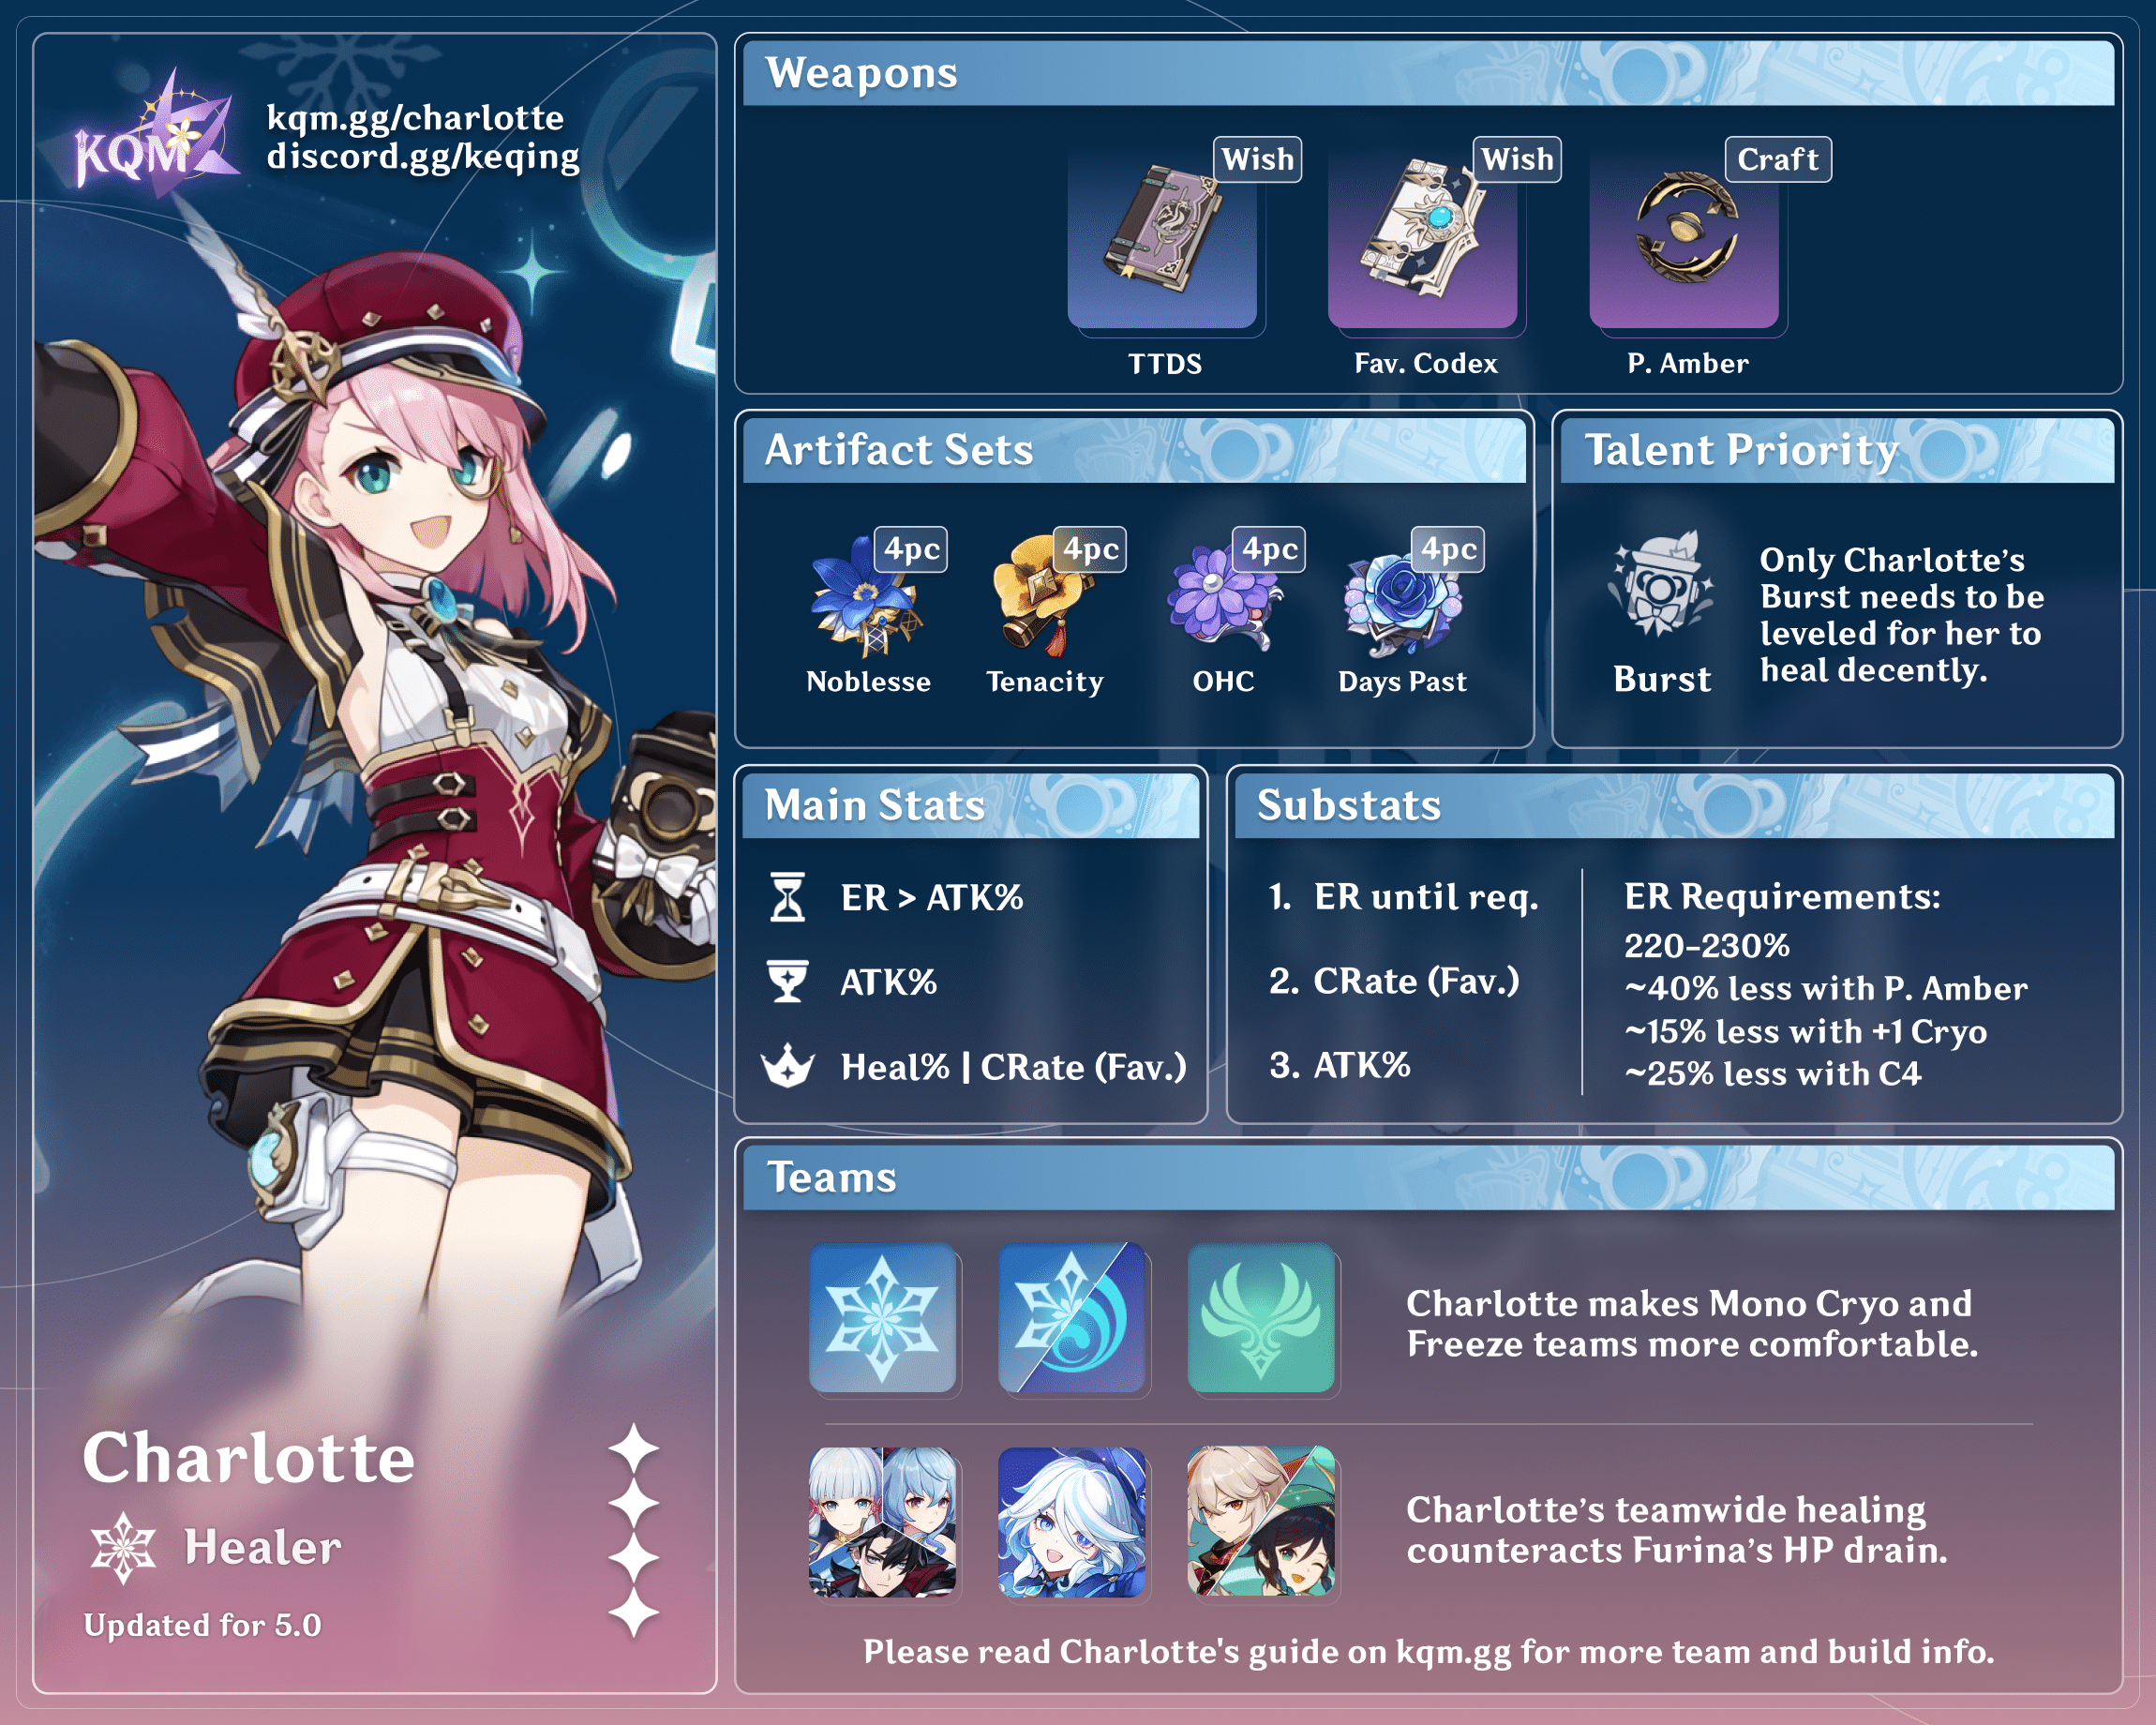 KQM
kqm.gg/charlotte
discord.gg/keqing
Charlotte
Healer
Updated for 5.0
Weapons
Wish
Wish
Craft
TTDS
Fav. Codex
P. Amber
Artifact Sets
4pc
4pc
4pc
4pc
Noblesse
Tenacity
OHC
Days Past
Talent Priority
Burst
Only Charlotte's
Burst needs to be
leveled for her to
heal decently.
Main Stats
ER > ATK%
ATK%
Heal% | CRate (Fav.)
Substats
1. ER until req.
2. CRate (Fav.)
3. ATK%
ER Requirements:
220-230%
~40% less with P. Amber
~15% less with +1 Cryo
~25% less with C4
Teams
Charlotte makes Mono Cryo and
Freeze teams more comfortable.
Charlotte's teamwide healing
counteracts Furina's HP drain.
Please read Charlotte's guide on kqm.gg for more team and build info.